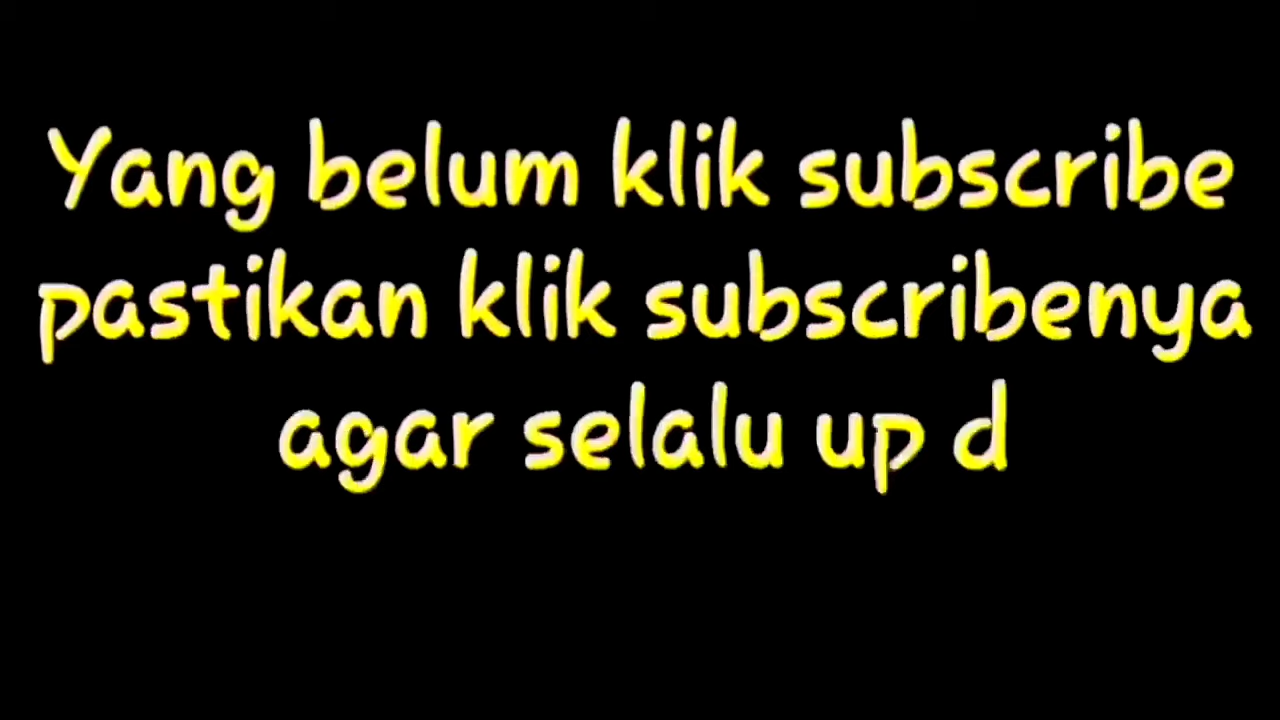 Yang belum klik subscribe
pastikan klik subscribenya
agar selalu up d